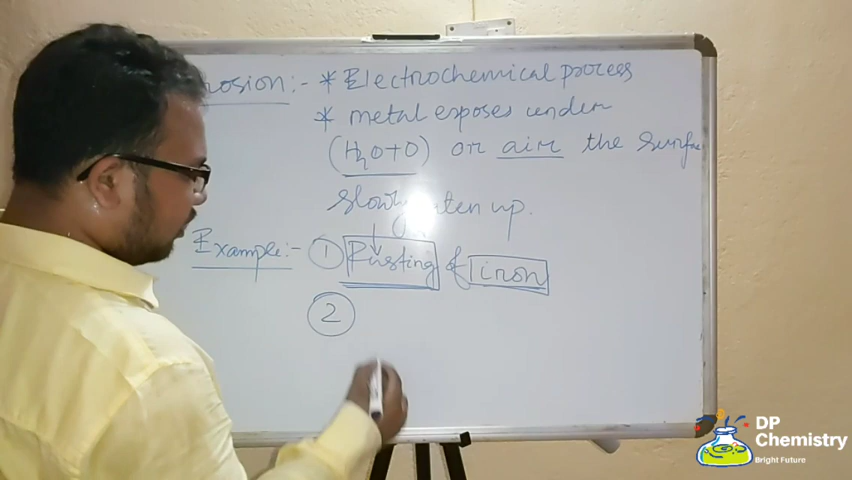 rosion:- * Electrochemical process
* metal exposes under
(H2O+O) or air the surfa
slowly eaten up.
Example:- 1 Rusting of iron
2
DP
Chemistry
Bright Future